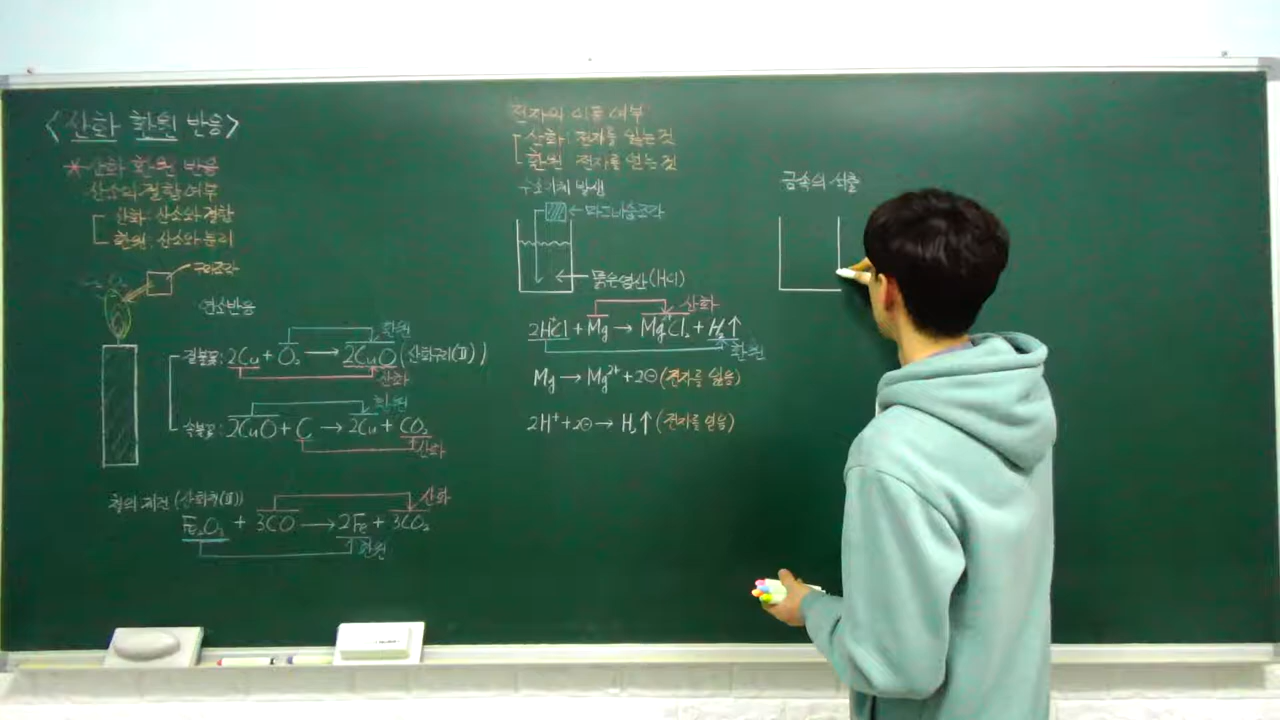 <산화 환원 반응>
* 산화 환원 반응
산소의 결합 여부
산화: 산소와 결합
환원: 산소와 분리
구리조각
연소반응
겉불꽃: 2Cu + O₂ → 2CuO (산화구리(Ⅱ))
환원
산화
속불꽃: 2CuO + C → 2Cu + CO₂
환원
산화
철의 제련 (산화철(Ⅲ))
산화
Fe₂O₃ + 3CO → 2Fe + 3CO₂
환원
전자의 이동 여부
산화: 전자를 잃는 것
환원: 전자를 얻는 것
수소기체 발생
← 마그네슘조각
← 묽은염산(HCl)
산화
2HCl + Mg → MgCl₂ + H₂↑
환원
Mg → Mg²⁺ + 2⊖ (전자를 잃음)
2H⁺ + 2⊖ → H₂↑ (전자를 얻음)
금속의 석출